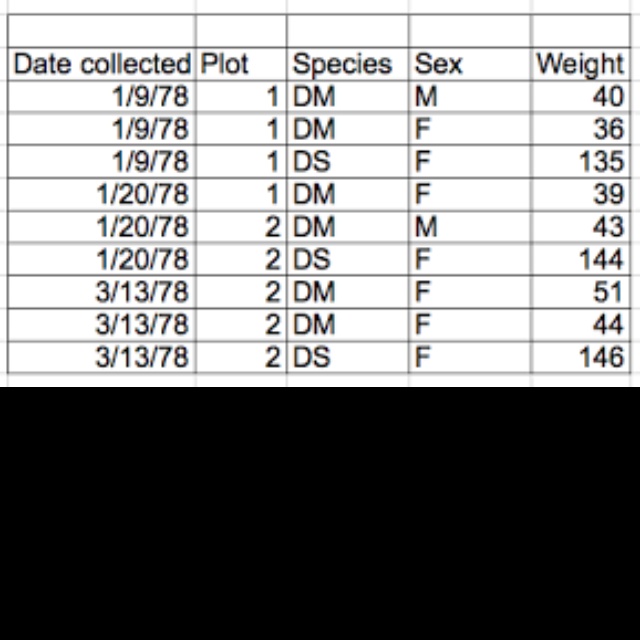 Date collected Plot Species Sex Weight
1/9/78 1 DM M 40
1/9/78 1 DM F 36
1/9/78 1 DS F 135
1/20/78 1 DM F 39
1/20/78 2 DM M 43
1/20/78 2 DS F 144
3/13/78 2 DM F 51
3/13/78 2 DM F 44
3/13/78 2 DS F 146